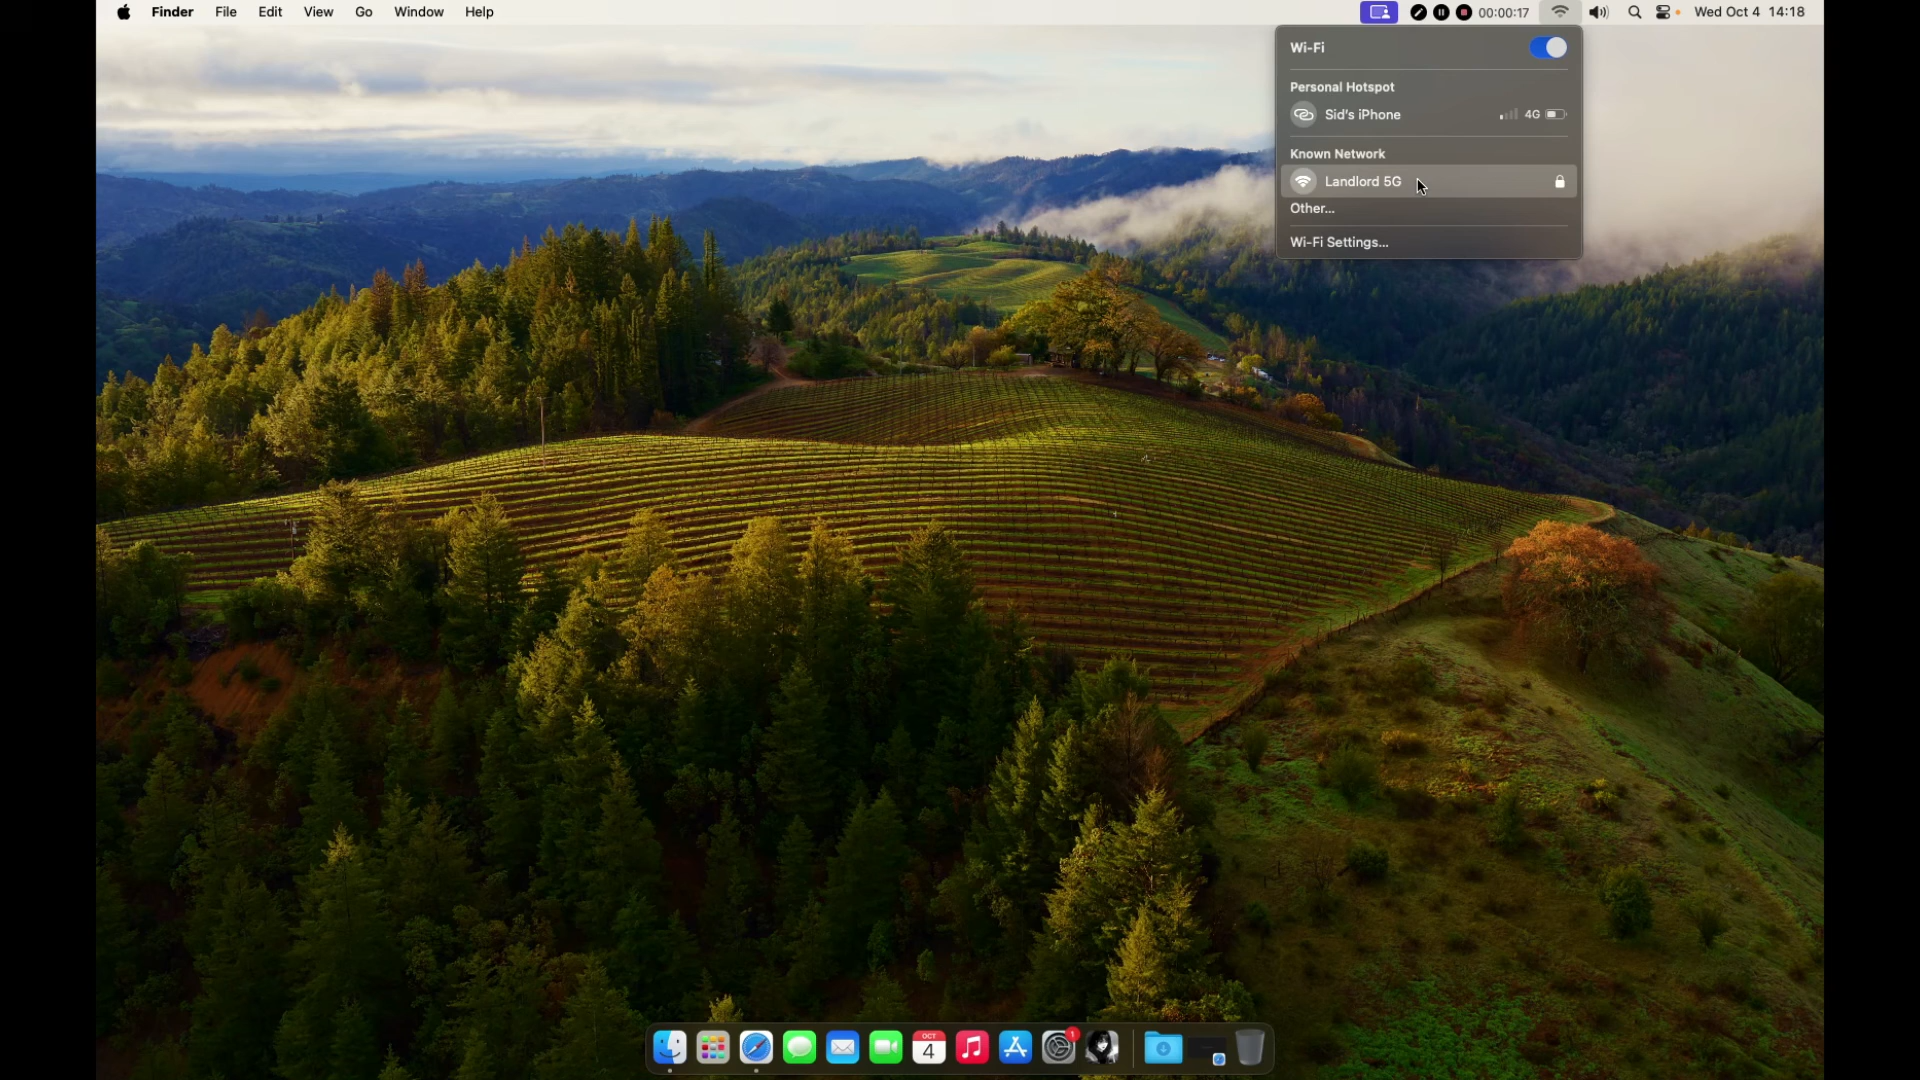 Finder File Edit View Go Window Help 00:00:17 Wed Oct 4 14:18
Wi-Fi
Personal Hotspot
Sid's iPhone 4G
Known Network
Landlord 5G
Other...
Wi-Fi Settings...
OCT
4
1